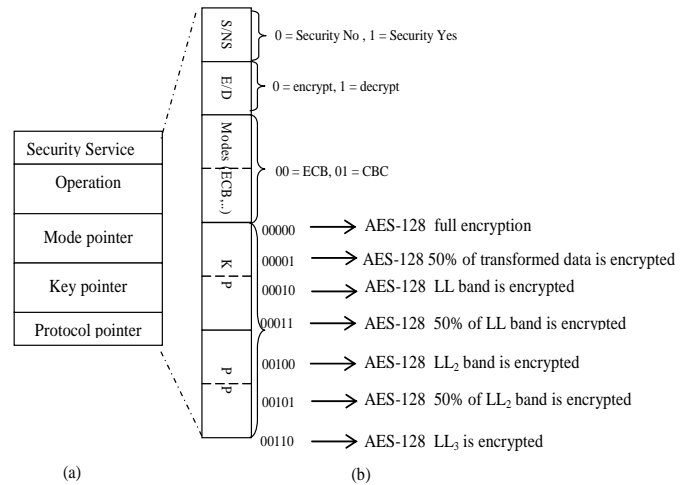 Security Service
Operation
Mode pointer
Key pointer
Protocol pointer
(a)
S/NS
0 = Security No , 1 = Security Yes
E/D
0 = encrypt, 1 = decrypt
Modes (ECB,..)
00 = ECB, 01 = CBC
K P
P P
00000 AES-128 full encryption
00001 AES-128 50% of transformed data is encrypted
00010 AES-128 LL band is encrypted
00011 AES-128 50% of LL band is encrypted
00100 AES-128 LL2 band is encrypted
00101 AES-128 50% of LL2 band is encrypted
00110 AES-128 LL3 is encrypted
(b)